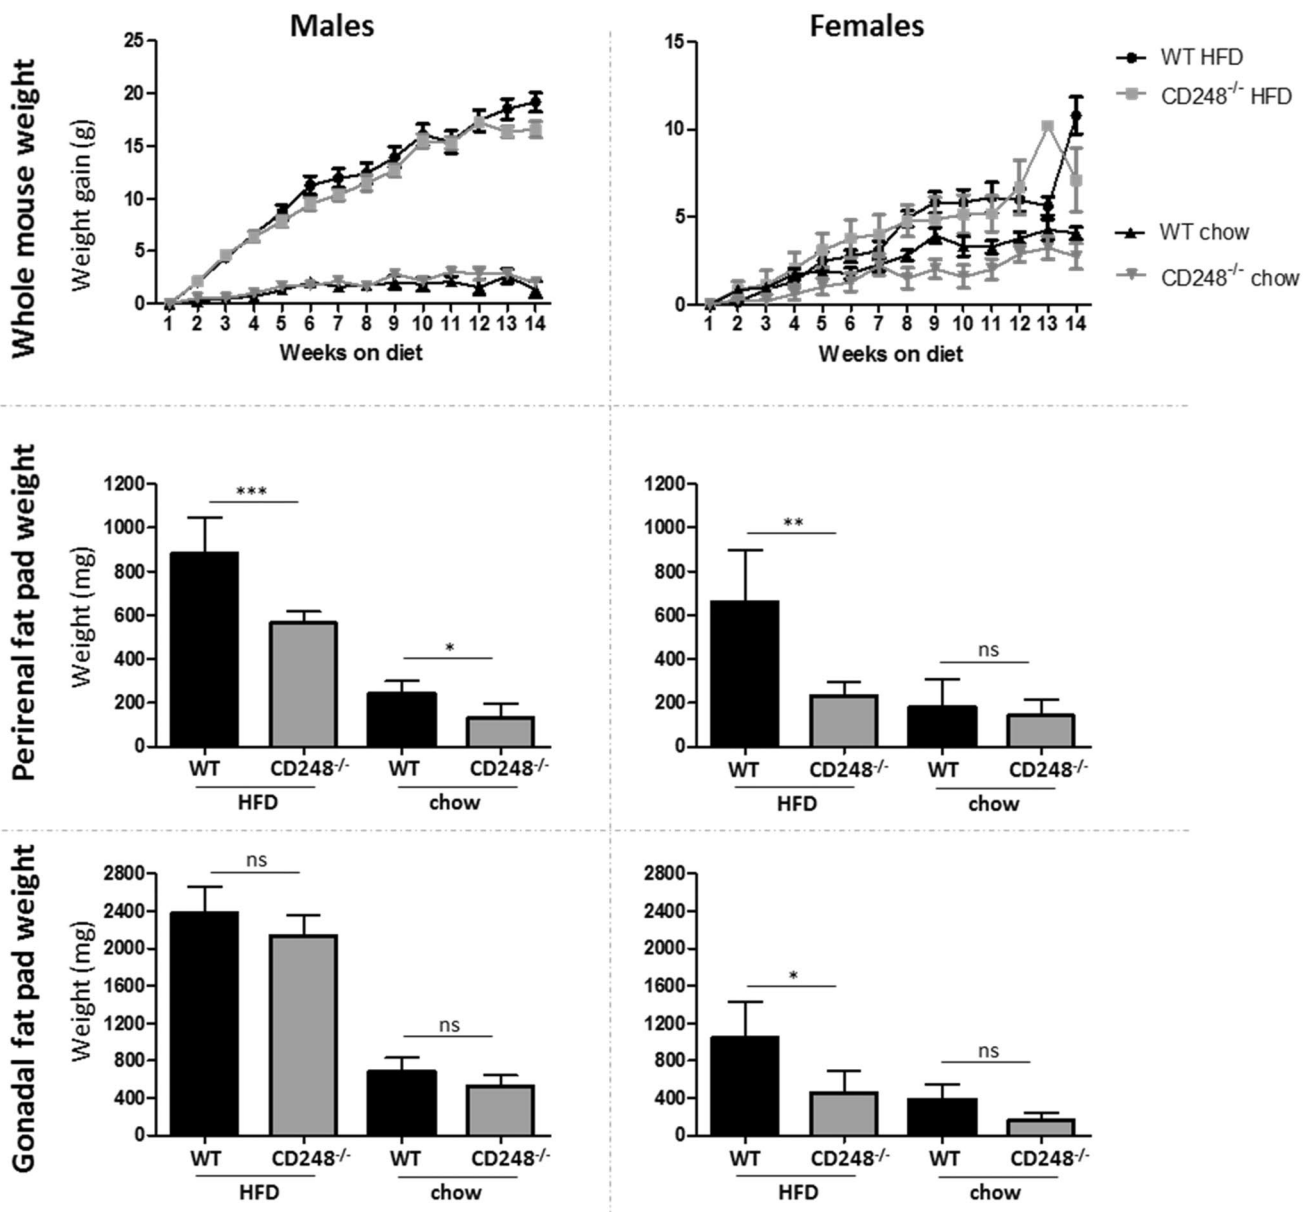 Males
Females
Whole mouse weight
Weight gain (g)
25
20
15
10
5
0
1 2 3 4 5 6 7 8 9 10 11 12 13 14
Weeks on diet
15
10
5
0
1 2 3 4 5 6 7 8 9 10 11 12 13 14
Weeks on diet
WT HFD
CD248-/- HFD
WT chow
CD248-/- chow
Perirenal fat pad weight
Weight (mg)
1200
1000
800
600
400
200
0
***
*
WT CD248-/- WT CD248-/-
HFD chow
1200
1000
800
600
400
200
0
**
ns
WT CD248-/- WT CD248-/-
HFD chow
Gonadal fat pad weight
Weight (mg)
2800
2400
2000
1600
1200
800
400
0
ns
ns
WT CD248-/- WT CD248-/-
HFD chow
2800
2400
2000
1600
1200
800
400
0
*
ns
WT CD248-/- WT CD248-/-
HFD chow